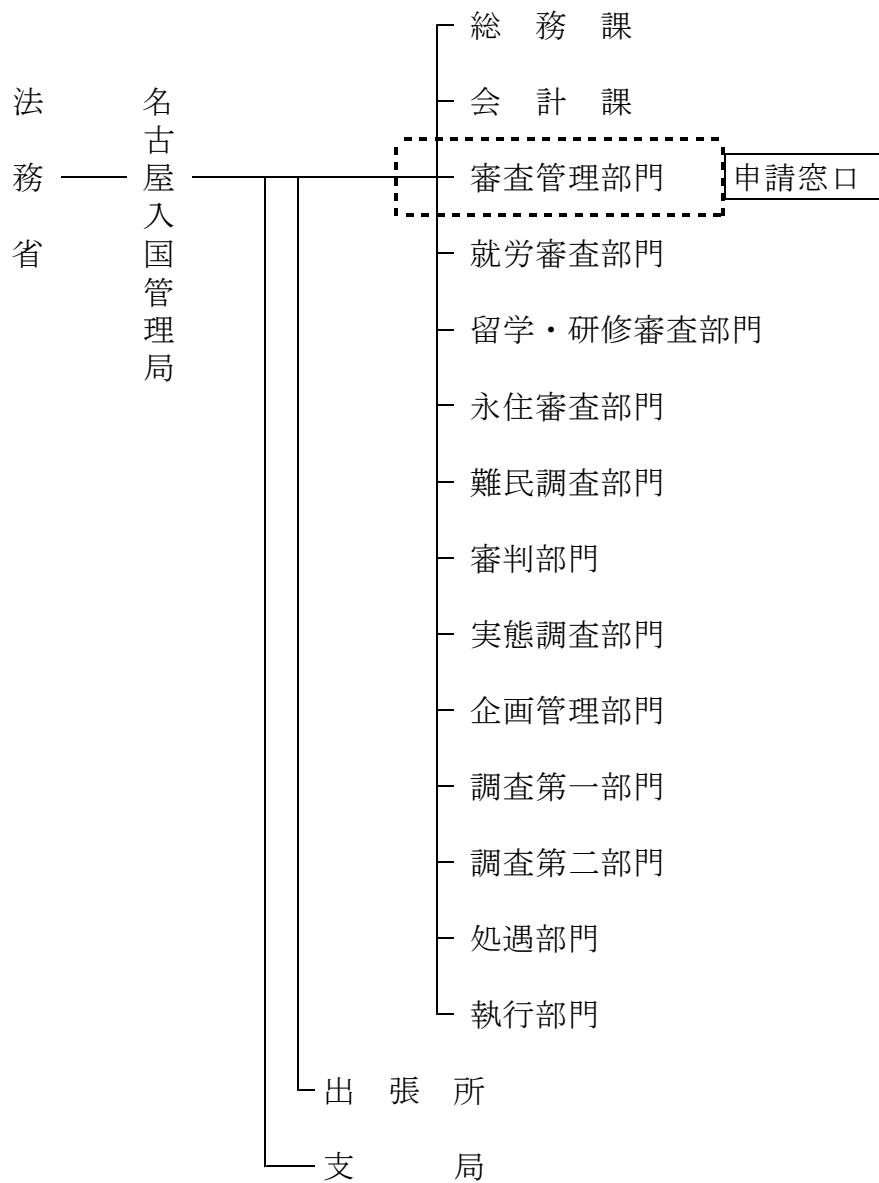 法務省
名古屋入国管理局
総務課
会計課
審査管理部門
申請窓口
就労審査部門
留学・研修審査部門
永住審査部門
難民調査部門
審判部門
実態調査部門
企画管理部門
調査第一部門
調査第二部門
処遇部門
執行部門
出張所
支局